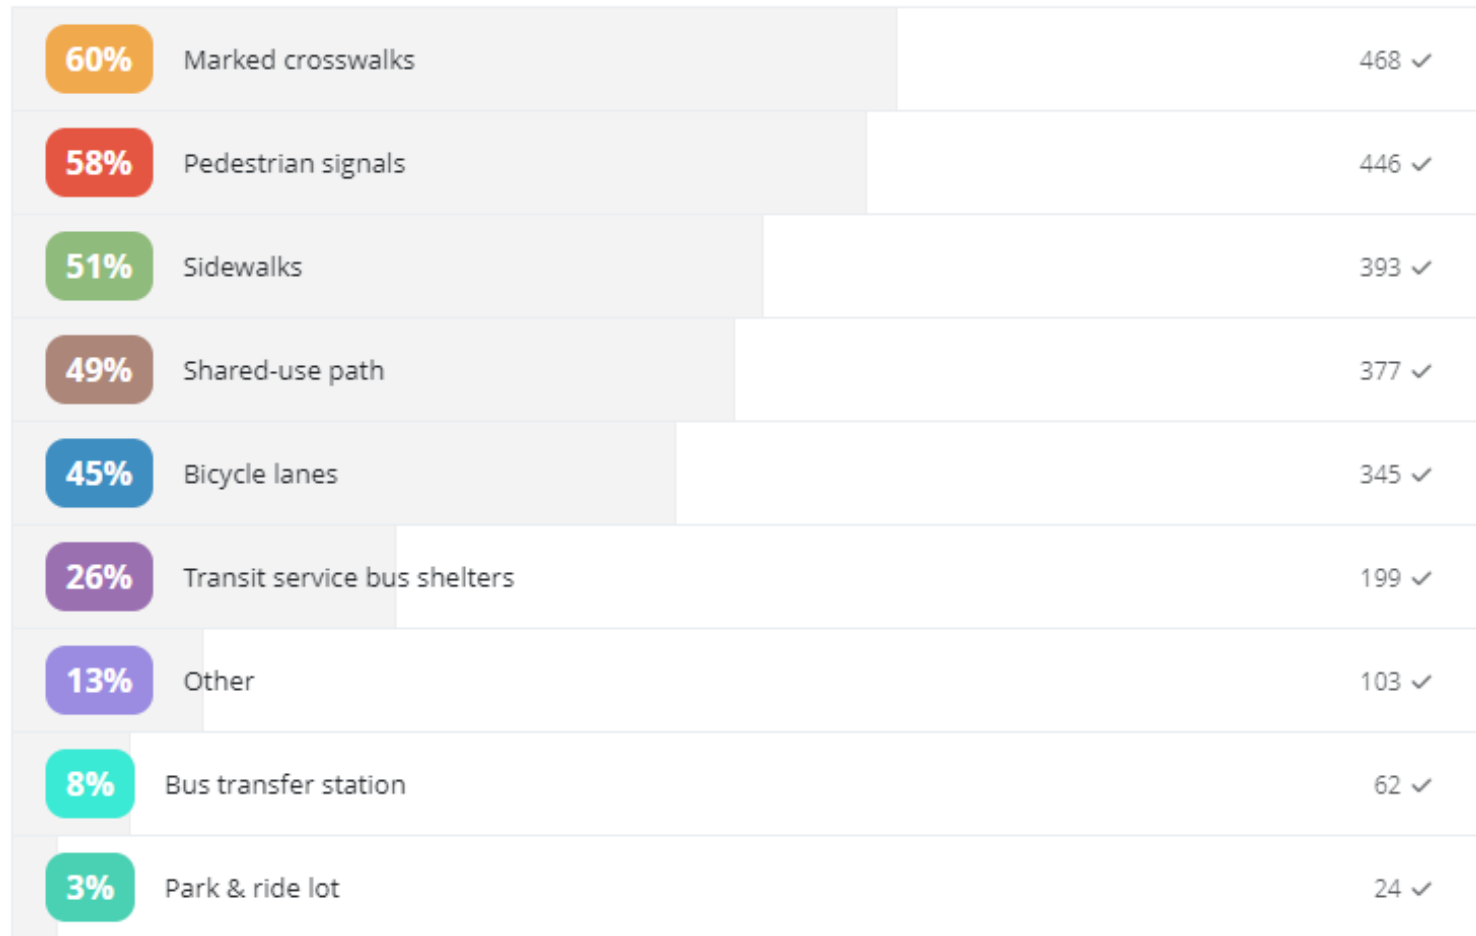 60% Marked crosswalks 468 ✓
58% Pedestrian signals 446 ✓
51% Sidewalks 393 ✓
49% Shared-use path 377 ✓
45% Bicycle lanes 345 ✓
26% Transit service bus shelters 199 ✓
13% Other 103 ✓
8% Bus transfer station 62 ✓
3% Park & ride lot 24 ✓